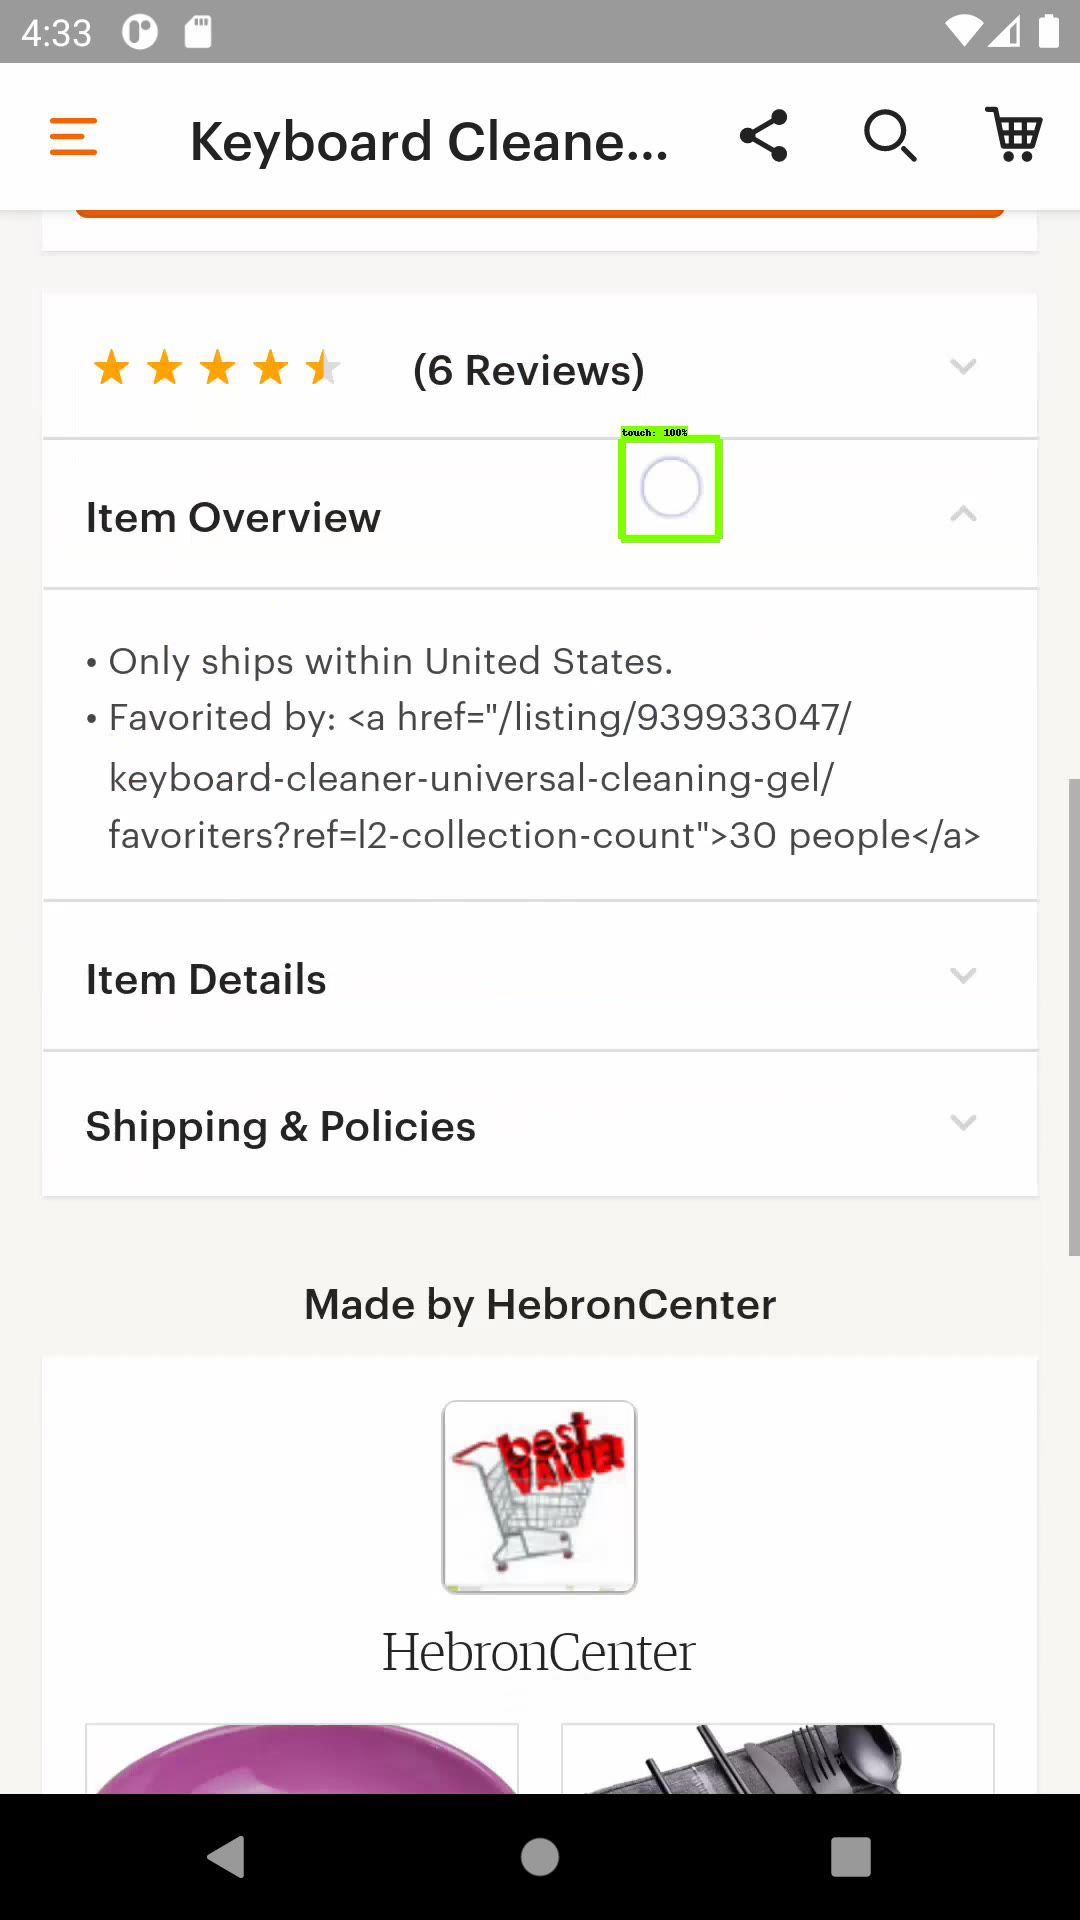 4:33
Keyboard Cleane...
(6 Reviews)
touch: 100%
Item Overview
• Only ships within United States.
• Favorited by: <a href="/listing/939933047/
keyboard-cleaner-universal-cleaning-gel/
favoriters?ref=l2-collection-count">30 people</a>
Item Details
Shipping & Policies
Made by HebronCenter
best
VALUE!
HebronCenter